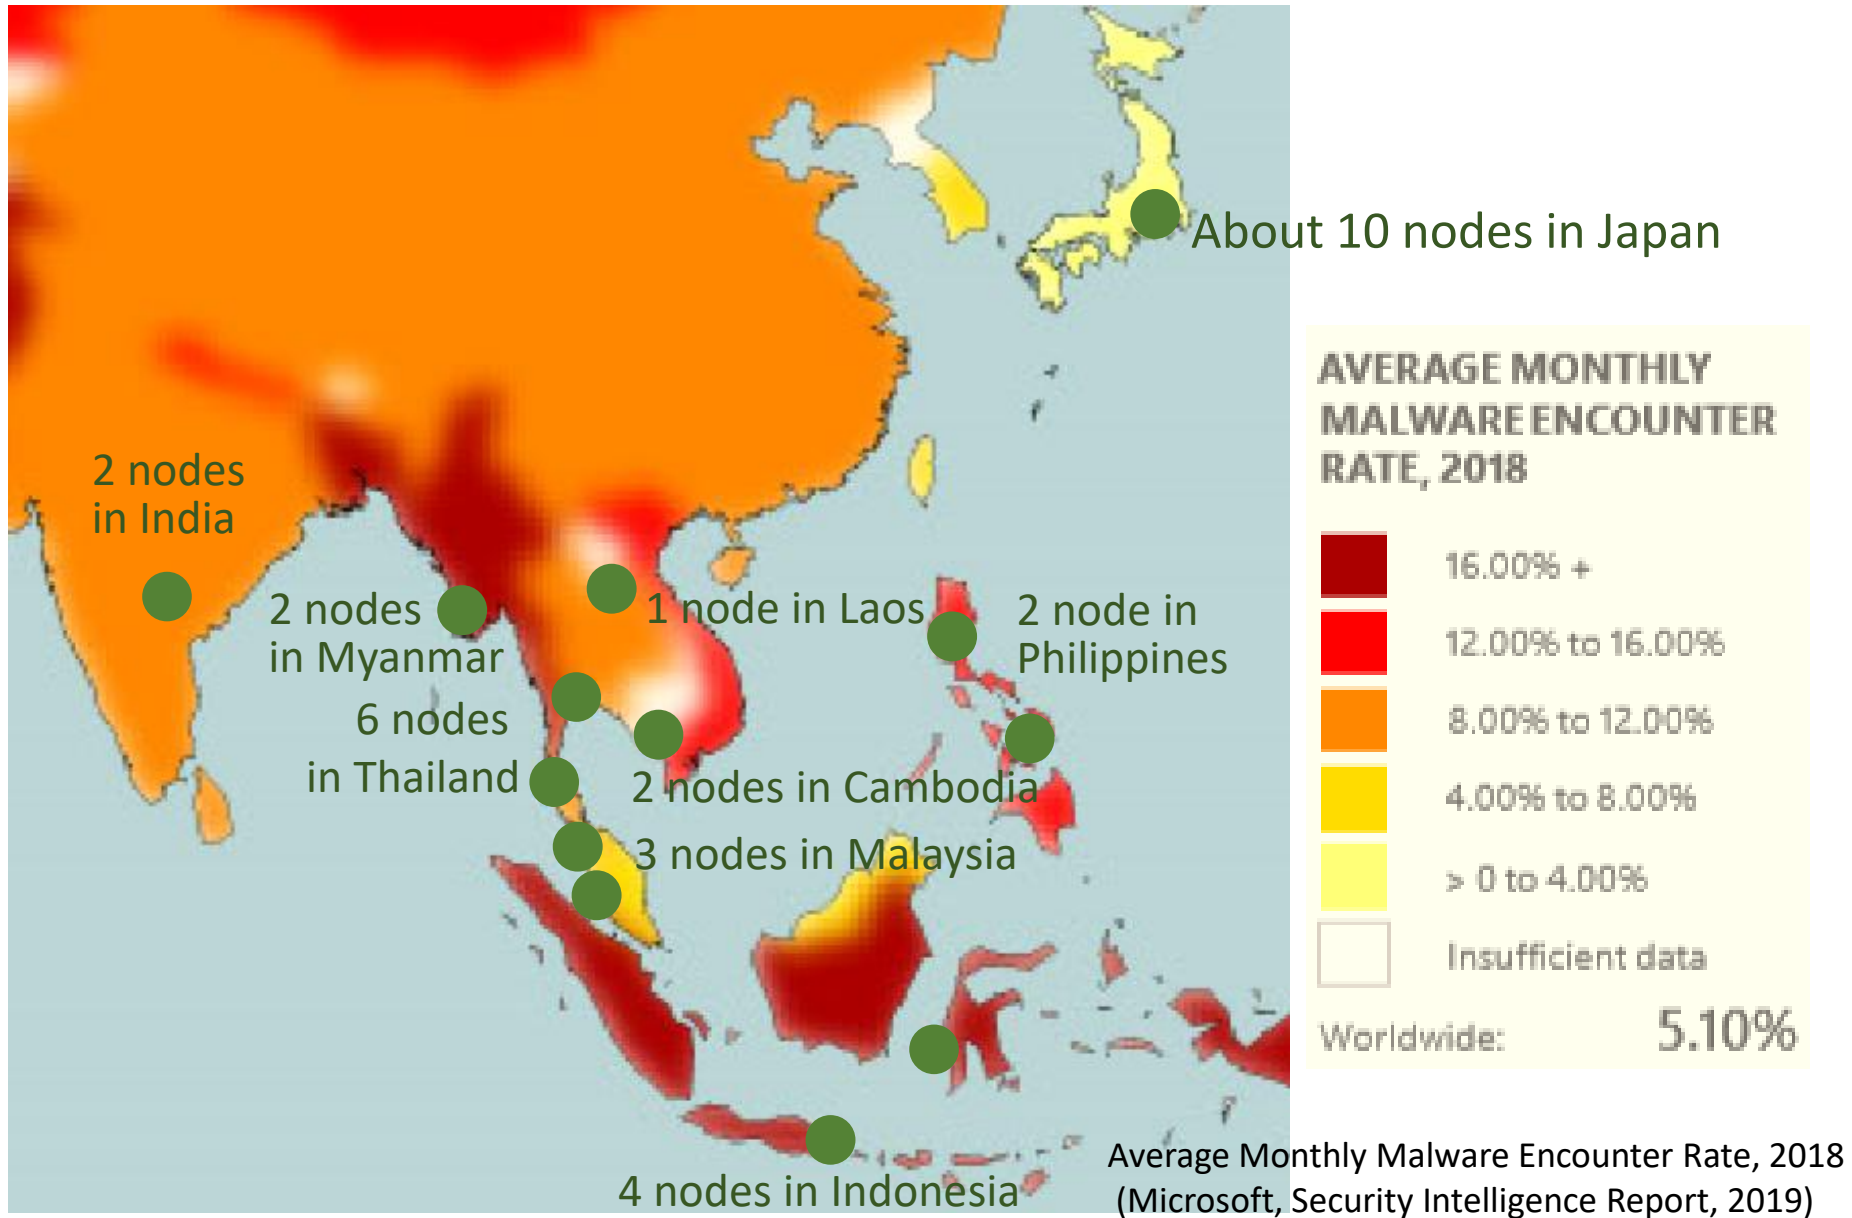 About 10 nodes in Japan
AVERAGE MONTHLY
MALWARE ENCOUNTER
RATE, 2018
2 nodes
in India
16.00% +
2 nodes
in Myanmar
1 node in Laos
2 node in
Philippines
12.00% to 16.00%
8.00% to 12.00%
6 nodes
in Thailand
2 nodes in Cambodia
4.00% to 8.00%
3 nodes in Malaysia
> 0 to 4.00%
Insufficient data
Worldwide: 5.10%
4 nodes in Indonesia
Average Monthly Malware Encounter Rate, 2018
(Microsoft, Security Intelligence Report, 2019)